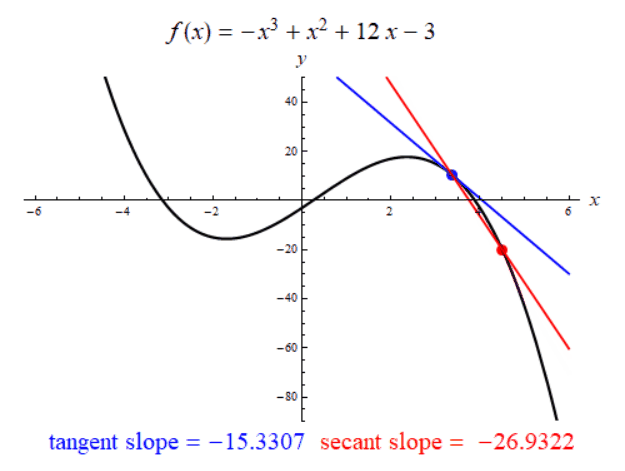 f(x) = −x³ + x² + 12 x − 3
y
40
20
−6 −4 −2 2 4 6 x
−20
−40
−60
−80
tangent slope = −15.3307 secant slope = −26.9322